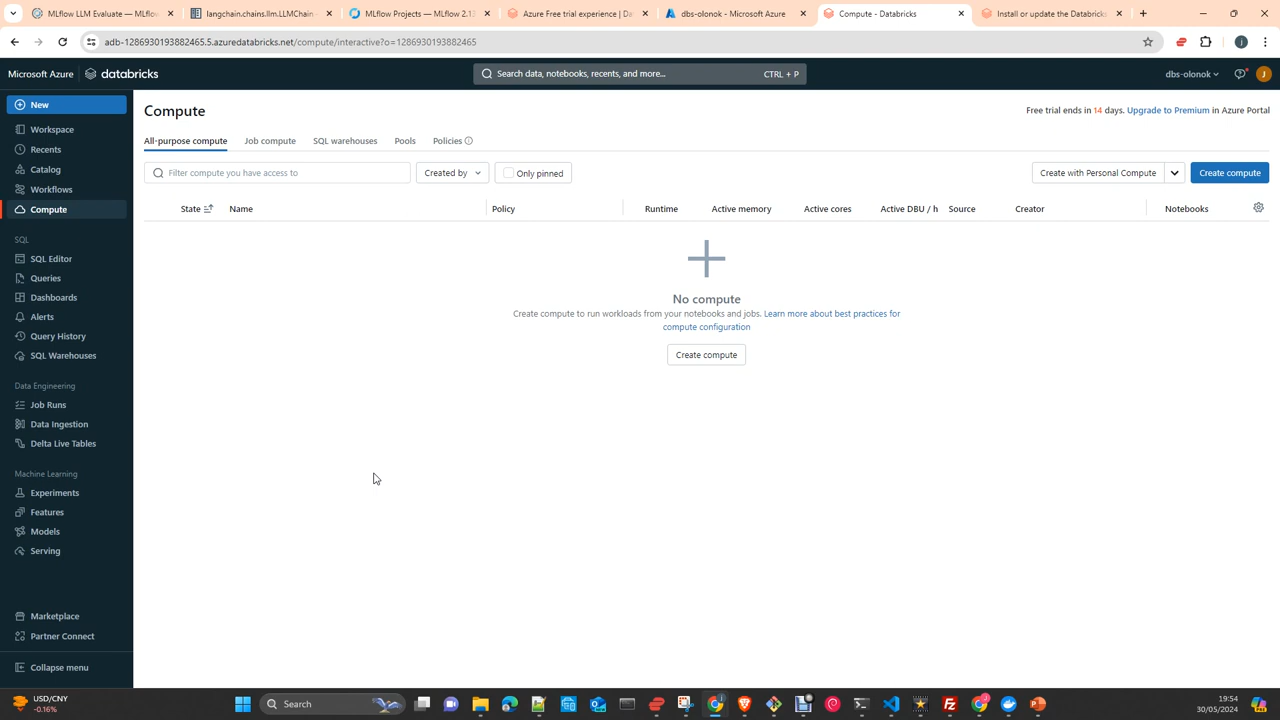 MLflow LLM Evaluate — MLflow
langchain.chains.llm.LLMChain
MLflow Projects — MLflow 2.13
Azure Free trial experience | Da
dbs-olonok - Microsoft Azure
Compute - Databricks
Install or update the Databricks
adb-1286930193882465.5.azuredatabricks.net/compute/interactive?o=1286930193882465
Microsoft Azure
databricks
Search data, notebooks, recents, and more...
CTRL + P
dbs-olonok
J
New
Workspace
Recents
Catalog
Workflows
Compute
SQL
SQL Editor
Queries
Dashboards
Alerts
Query History
SQL Warehouses
Data Engineering
Job Runs
Data Ingestion
Delta Live Tables
Machine Learning
Experiments
Features
Models
Serving
Marketplace
Partner Connect
Collapse menu
Compute
Free trial ends in 14 days. Upgrade to Premium in Azure Portal
All-purpose compute
Job compute
SQL warehouses
Pools
Policies
Filter compute you have access to
Created by
Only pinned
Create with Personal Compute
Create compute
State
Name
Policy
Runtime
Active memory
Active cores
Active DBU / h
Source
Creator
Notebooks
No compute
Create compute to run workloads from your notebooks and jobs. Learn more about best practices for
compute configuration
Create compute
USD/CNY
-0.16%
Search
19:54
30/05/2024